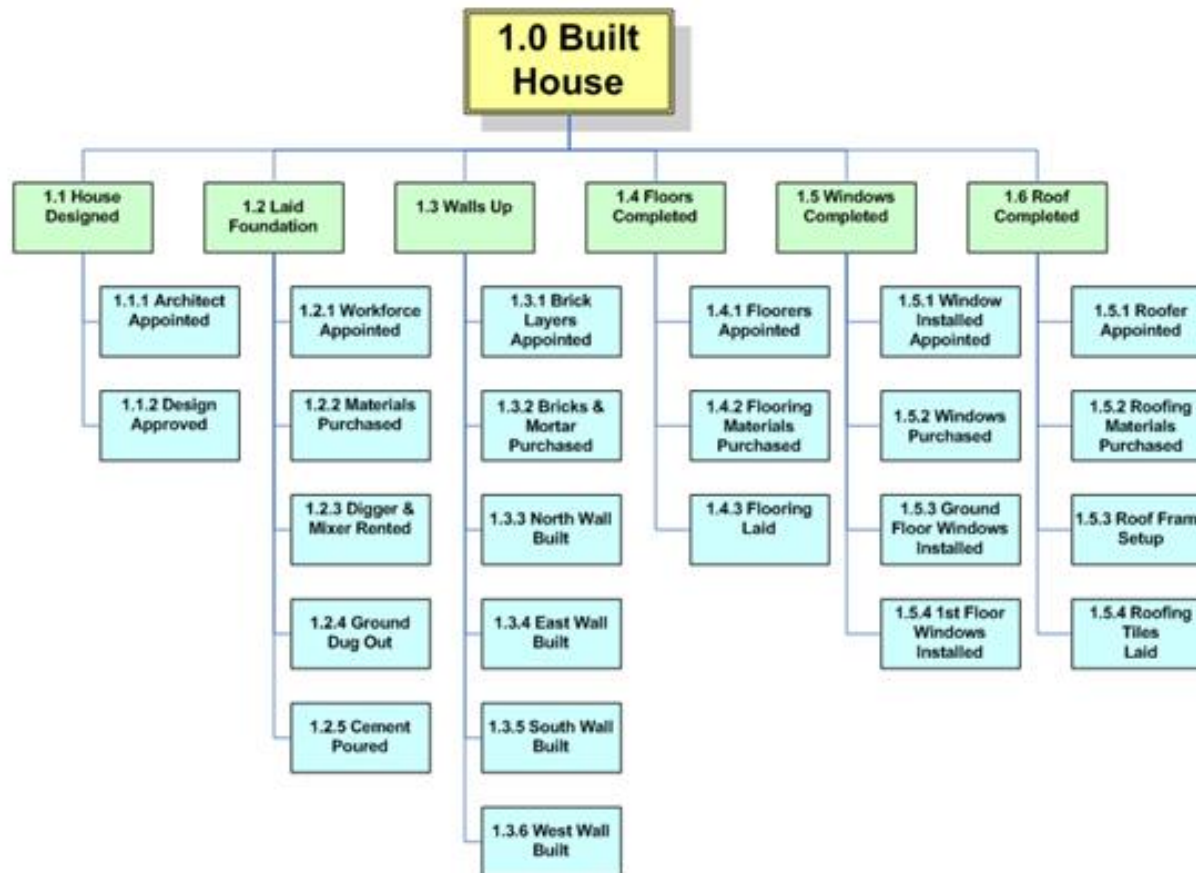 1.0 Built
House
1.1 House
Designed
1.2 Laid
Foundation
1.3 Walls Up
1.4 Floors
Completed
1.5 Windows
Completed
1.6 Roof
Completed
1.1.1 Architect
Appointed
1.1.2 Design
Approved
1.2.1 Workforce
Appointed
1.2.2 Materials
Purchased
1.2.3 Digger &
Mixer Rented
1.2.4 Ground
Dug Out
1.2.5 Cement
Poured
1.3.1 Brick
Layers
Appointed
1.3.2 Bricks &
Mortar
Purchased
1.3.3 North Wall
Built
1.3.4 East Wall
Built
1.3.5 South Wall
Built
1.3.6 West Wall
Built
1.4.1 Floorers
Appointed
1.4.2 Flooring
Materials
Purchased
1.4.3 Flooring
Laid
1.5.1 Window
Installed
Appointed
1.5.2 Windows
Purchased
1.5.3 Ground
Floor Windows
Installed
1.5.4 1st Floor
Windows
Installed
1.5.1 Roofer
Appointed
1.5.2 Roofing
Materials
Purchased
1.5.3 Roof Fram
Setup
1.5.4 Roofing
Tiles
Laid